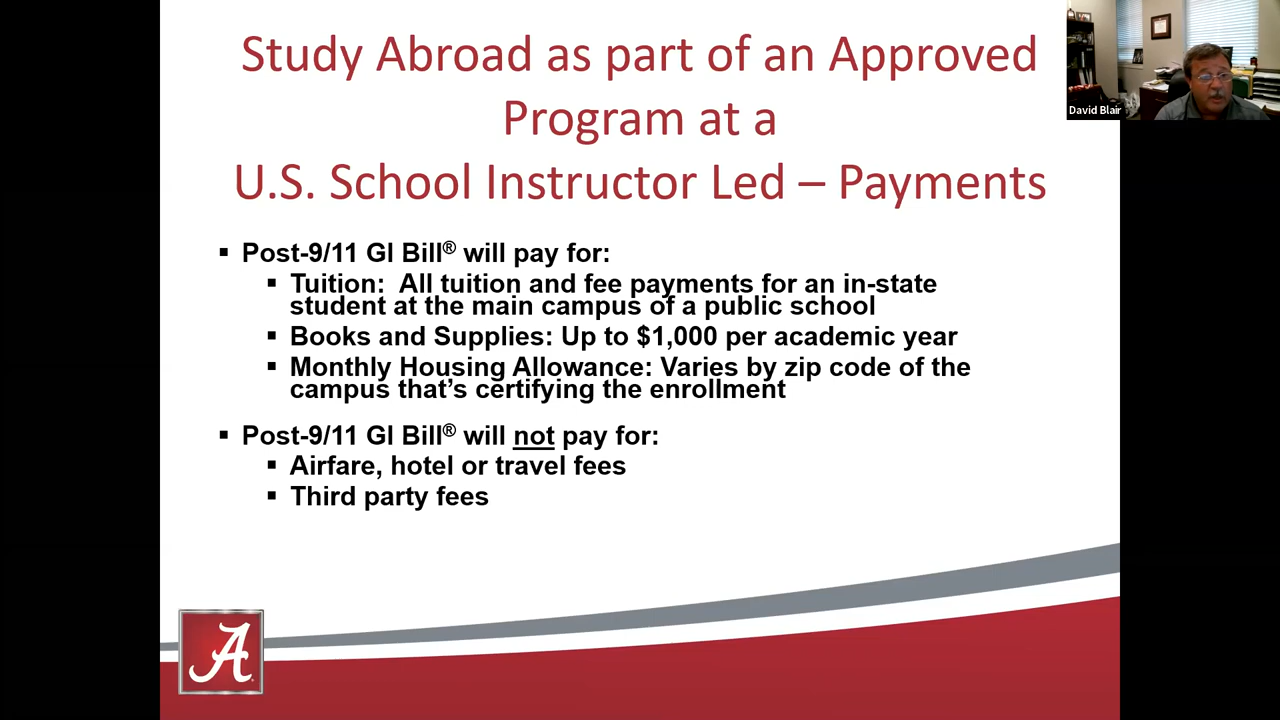 Study Abroad as part of an Approved
Program at a
U.S. School Instructor Led – Payments
David Blair
▪ Post-9/11 GI Bill® will pay for:
▪ Tuition: All tuition and fee payments for an in-state
student at the main campus of a public school
▪ Books and Supplies: Up to $1,000 per academic year
▪ Monthly Housing Allowance: Varies by zip code of the
campus that’s certifying the enrollment
▪ Post-9/11 GI Bill® will not pay for:
▪ Airfare, hotel or travel fees
▪ Third party fees
A